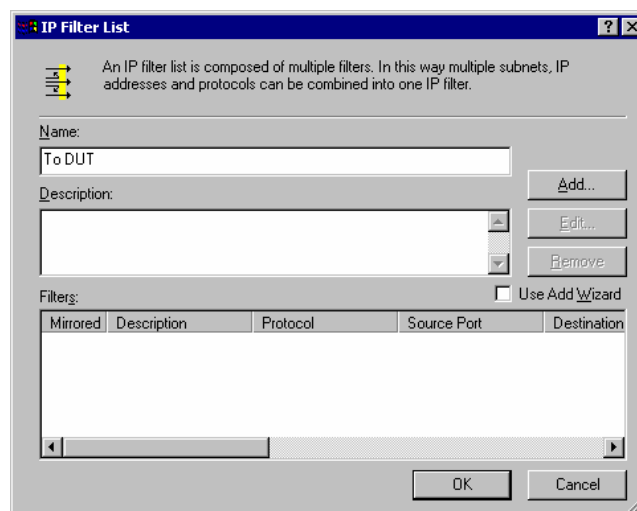 IP Filter List
An IP filter list is composed of multiple filters. In this way multiple subnets, IP
addresses and protocols can be combined into one IP filter.
Name:
To DUT
Add...
Description:
Edit...
Remove
Filters:
Use Add Wizard
Mirrored Description Protocol Source Port Destination
OK Cancel